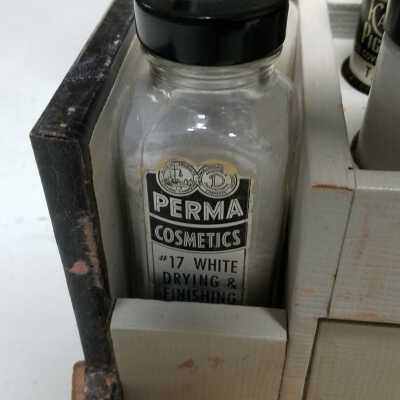 PERMA
COSMETICS
#17 WHITE
DRYING &
FINISHING